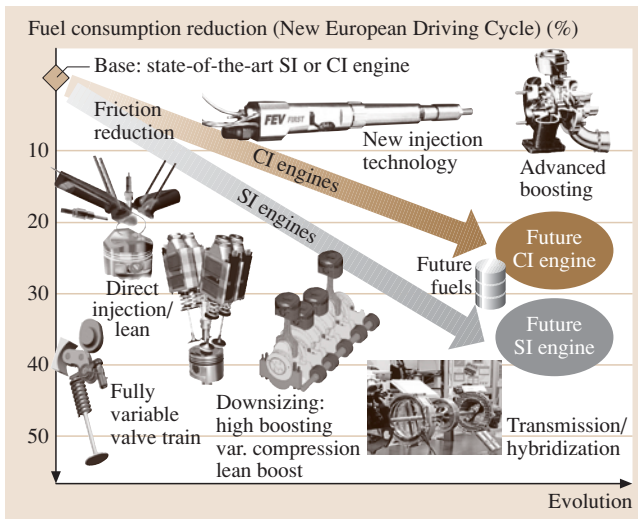 Fuel consumption reduction (New European Driving Cycle) (%)
Base: state-of-the-art SI or CI engine
Friction
reduction
FEV FIRST
New injection
technology
Advanced
boosting
10
CI engines
20
SI engines
Future
CI engine
Direct
injection/
lean
Future
fuels
30
Future
SI engine
40
Fully
variable
valve train
Downsizing:
high boosting
var. compression
lean boost
Transmission/
hybridization
50
Evolution